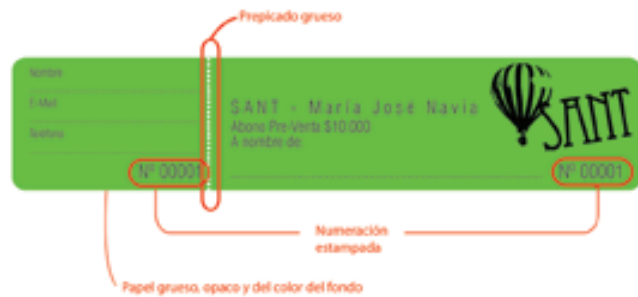 Prepicado grueso
Nombre
E-Mail
Teléfono
Nº 00001
SANT - María José Navia
Abono Pre-Venta $10.000
A nombre de:
Nº 00001
SANT
Numeración
estampada
Papel grueso, opaco y del color del fondo